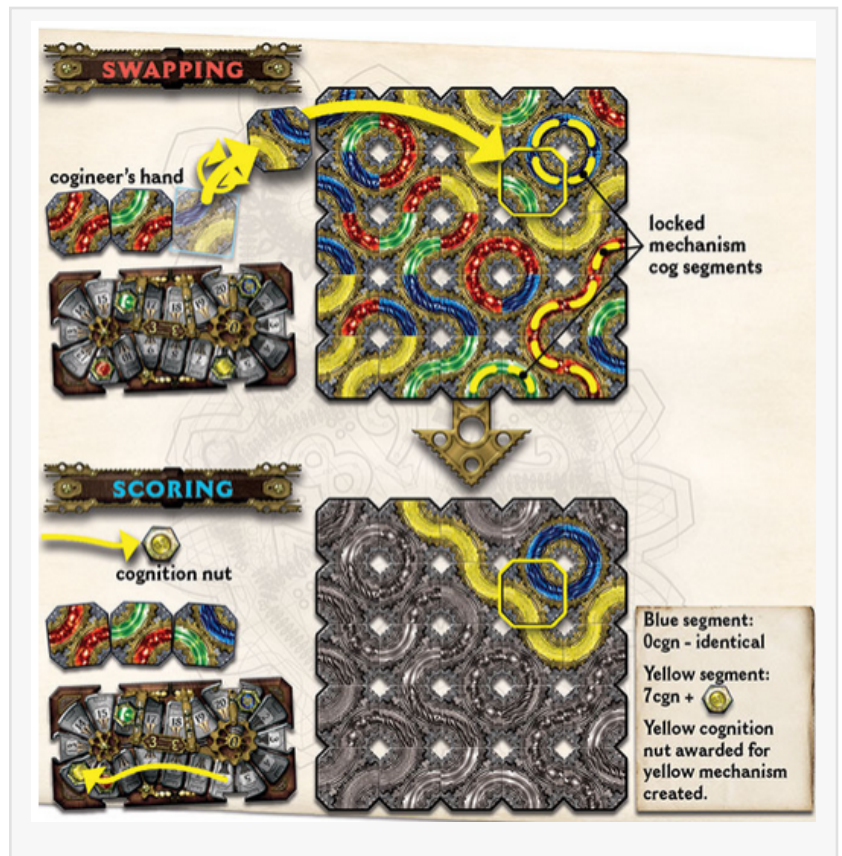 SWAPPING
cogineer's hand
locked
mechanism
cog segments
SCORING
cognition nut
Blue segment:
0cgn - identical
Yellow segment:
7cgn +
Yellow cognition
nut awarded for
yellow mechanism
created.